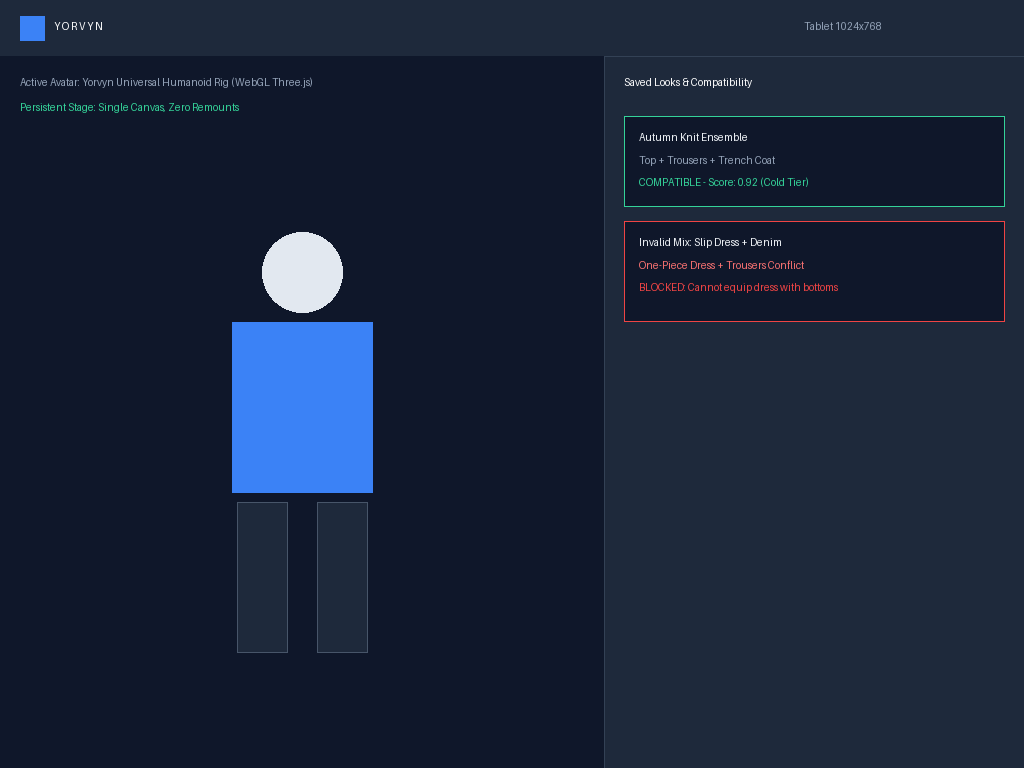 YORVYN
Tablet 1024x768
Active Avatar: Yorvyn Universal Humanoid Rig (WebGL Three.js)
Persistent Stage: Single Canvas, Zero Remounts
Saved Looks & Compatibility
Autumn Knit Ensemble
Top + Trousers + Trench Coat
COMPATIBLE - Score: 0.92 (Cold Tier)
Invalid Mix: Slip Dress + Denim
One-Piece Dress + Trousers Conflict
BLOCKED: Cannot equip dress with bottoms